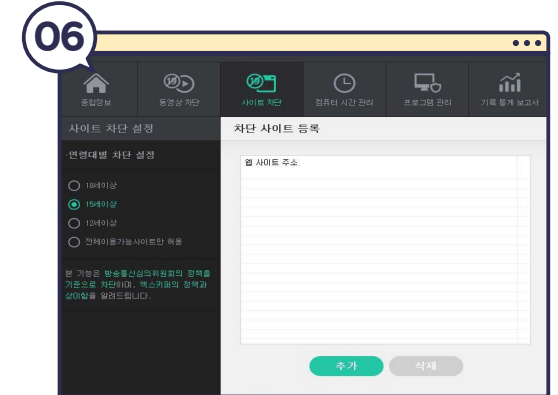 06
종합정보
동영상 차단
사이트 차단
컴퓨터 시간 관리
프로그램 관리
기록 통계 보고서
사이트 차단 설정
·연령대별 차단 설정
18세이상
15세이상
12세이상
전체이용가능사이트만 허용
본 기능은 방송통신심의위원회의 정책을
기준으로 차단하며, 엑스키퍼의 정책과
상이함을 알려드립니다.
차단 사이트 등록
웹 사이트 주소
추가
삭제